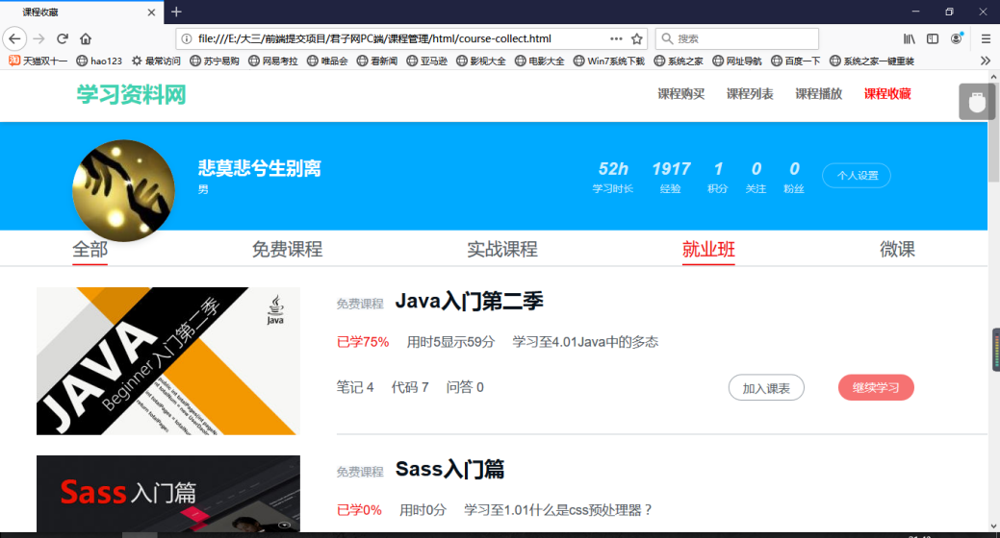 课程收藏
file:///E:/大三/前端提交项目/君子网PC端/课程管理/html/course-collect.html
搜索
天猫双十一 hao123 最常访问 苏宁易购 网易考拉 唯品会 看新闻 亚马逊 影视大全 电影大全 Win7系统下载 系统之家 网址导航 百度一下 系统之家一键重装
学习资料网
课程购买 课程列表 课程播放 课程收藏
悲莫悲兮生别离
男
52h 1917 1 0 0
学习时长 经验 积分 关注 粉丝
个人设置
全部 免费课程 实战课程 就业班 微课
JAVA
Beginner 入门第二季
Java
免费课程 Java入门第二季
已学75% 用时5显示59分 学习至4.01Java中的多态
笔记 4 代码 7 问答 0
加入课表 继续学习
Sass 入门篇
免费课程 Sass入门篇
已学0% 用时0分 学习至1.01什么是css预处理器？